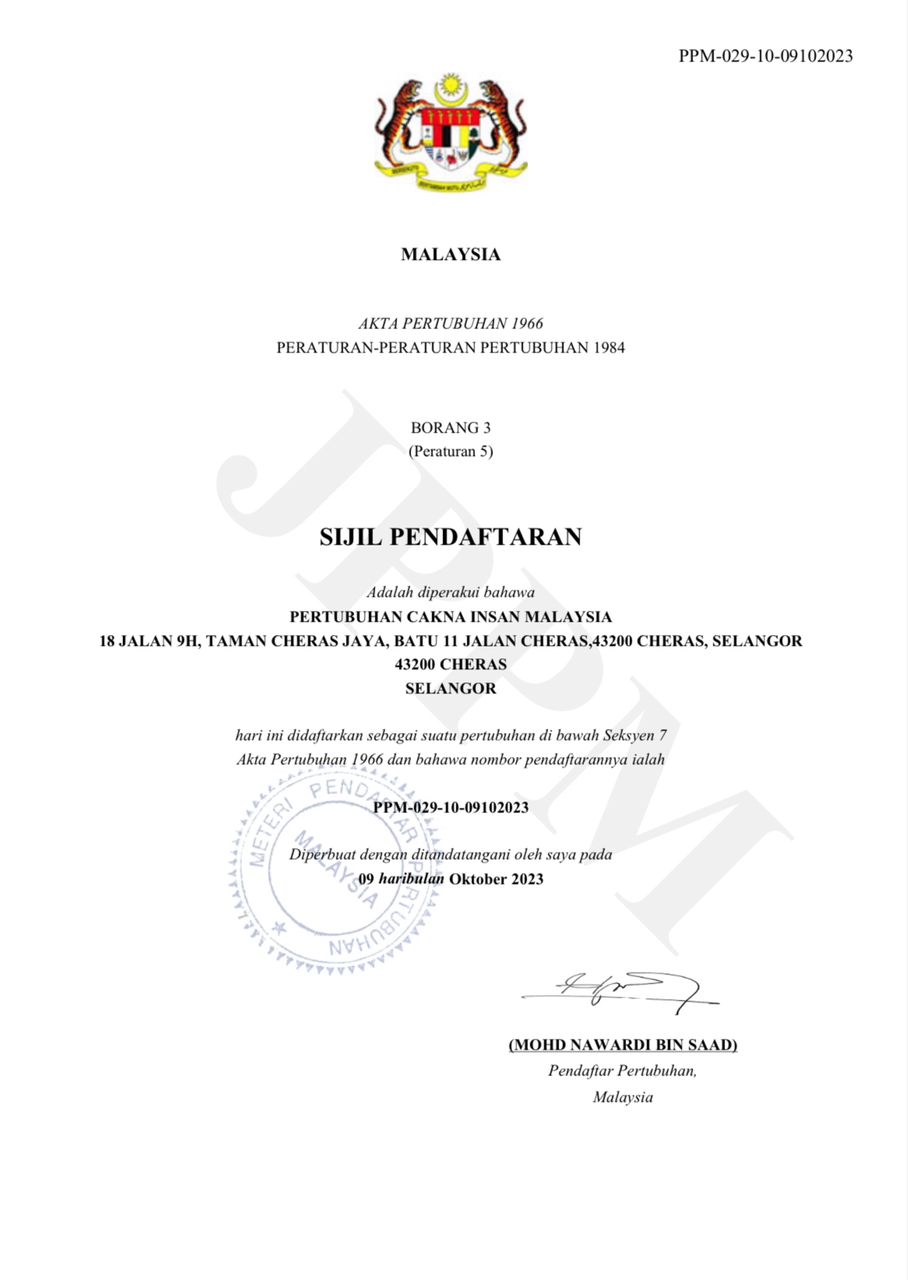 PPM-029-10-09102023
MALAYSIA
AKTA PERTUBUHAN 1966
PERATURAN-PERATURAN PERTUBUHAN 1984
BORANG 3
(Peraturan 5)
SIJIL PENDAFTARAN
Adalah diperakui bahawa
PERTUBUHAN CAKNA INSAN MALAYSIA
18 JALAN 9H, TAMAN CHERAS JAYA, BATU 11 JALAN CHERAS,43200 CHERAS, SELANGOR
43200 CHERAS
SELANGOR
hari ini didaftarkan sebagai suatu pertubuhan di bawah Seksyen 7
Akta Pertubuhan 1966 dan bahawa nombor pendaftarannya ialah
PPM-029-10-09102023
Diperbuat dengan ditandatangani oleh saya pada
09 haribulan Oktober 2023
METERI PENDAFTAR PERTUBUHAN
MALAYSIA
(MOHD NAWARDI BIN SAAD)
Pendaftar Pertubuhan,
Malaysia
JPPM